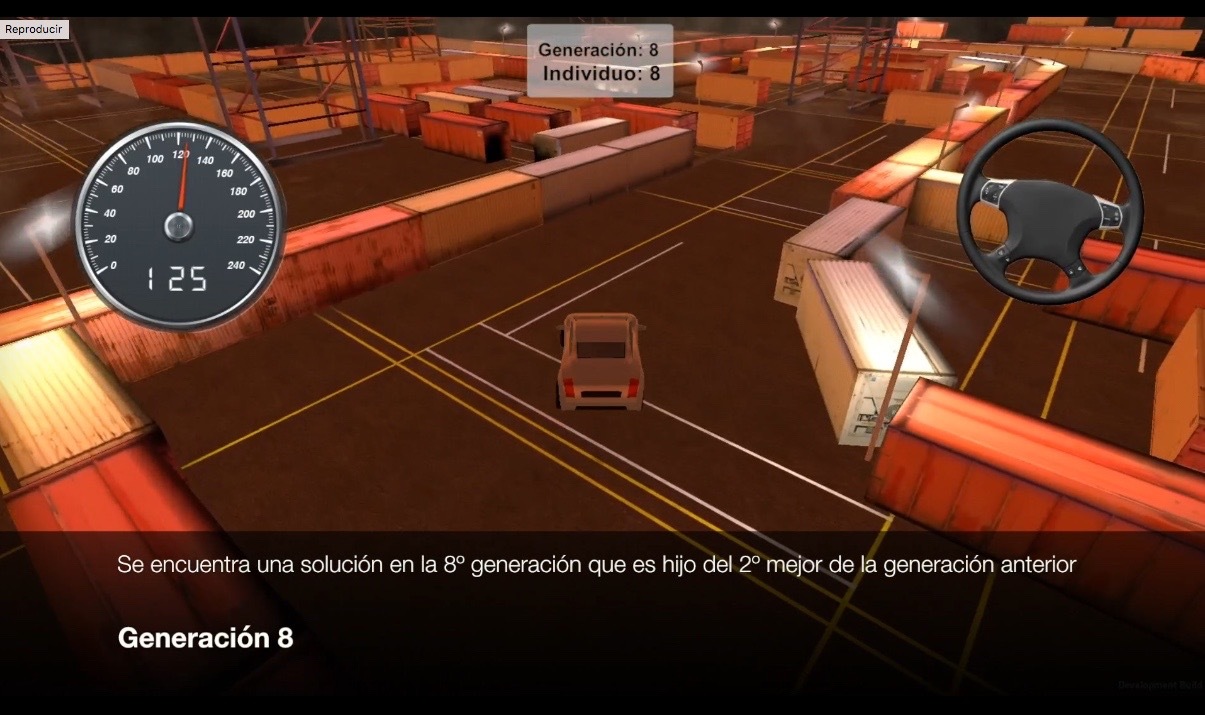 Reproducir
Generación: 8
Individuo: 8
0
20
40
60
80
100
120
140
160
180
200
220
240
125
Se encuentra una solución en la 8º generación que es hijo del 2º mejor de la generación anterior
Generación 8